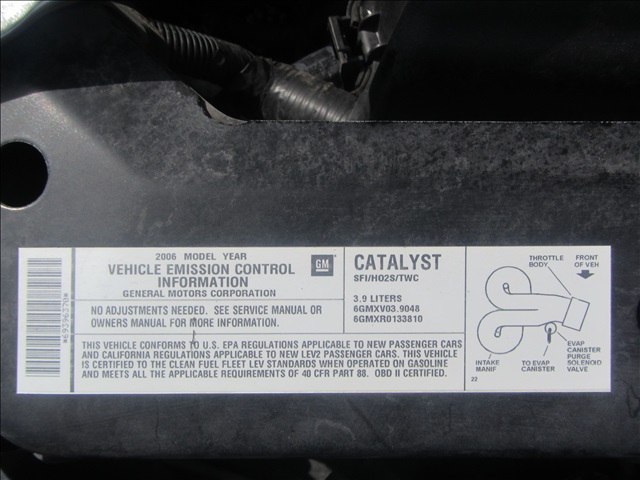 *69396370*
2006 MODEL YEAR
VEHICLE EMISSION CONTROL
INFORMATION
GENERAL MOTORS CORPORATION
GM
NO ADJUSTMENTS NEEDED. SEE SERVICE MANUAL OR
OWNERS MANUAL FOR MORE INFORMATION.
CATALYST
SFI/HO2S/TWC
3.9 LITERS
6GMXV03.9048
6GMXR0133810
THIS VEHICLE CONFORMS TO U.S. EPA REGULATIONS APPLICABLE TO NEW PASSENGER CARS
AND CALIFORNIA REGULATIONS APPLICABLE TO NEW LEV2 PASSENGER CARS. THIS VEHICLE
IS CERTIFIED TO THE CLEAN FUEL FLEET LEV STANDARDS WHEN OPERATED ON GASOLINE
AND MEETS ALL THE APPLICABLE REQUIREMENTS OF 40 CFR PART 88. OBD II CERTIFIED.
THROTTLE
BODY
FRONT
OF VEH
INTAKE
MANIF
TO EVAP
CANISTER
EVAP
CANISTER
PURGE
SOLENOID
VALVE
22